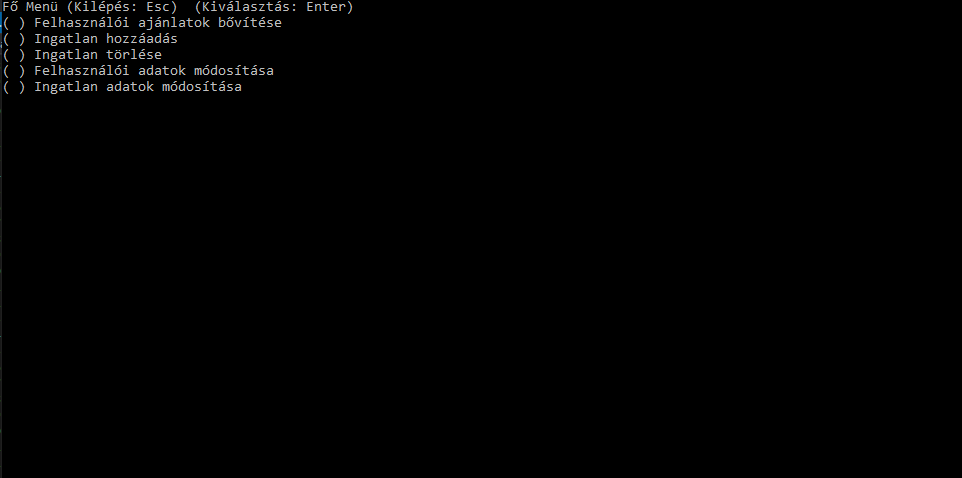 Fő Menü (Kilépés: Esc)  (Kiválasztás: Enter)
( ) Felhasználói ajánlatok bővítése
( ) Ingatlan hozzáadás
( ) Ingatlan törlése
( ) Felhasználói adatok módosítása
( ) Ingatlan adatok módosítása